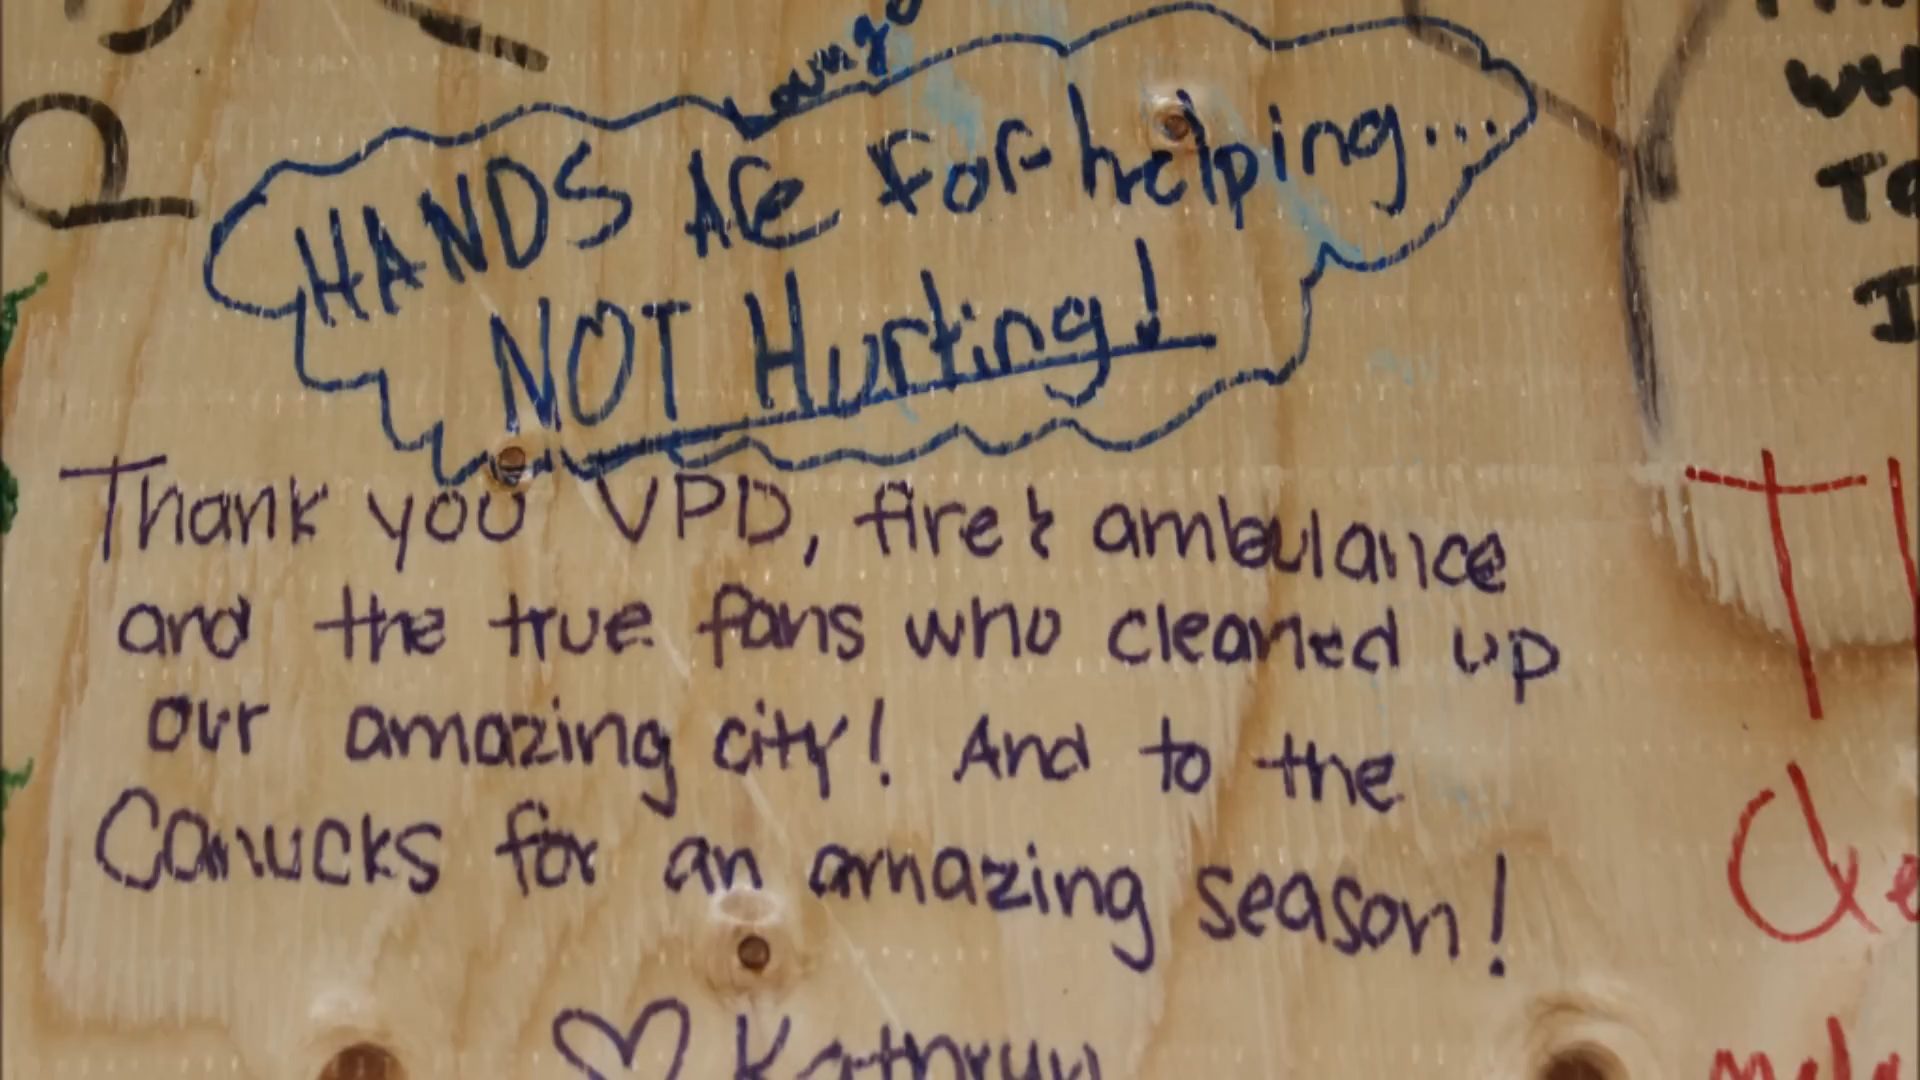 HANDS Are For helping...
NOT Hurting!
Thank you VPD, fire & ambulance
and the true fans who cleaned up
our amazing city! And to the
Canucks for an amazing season!
♡ Kathryn